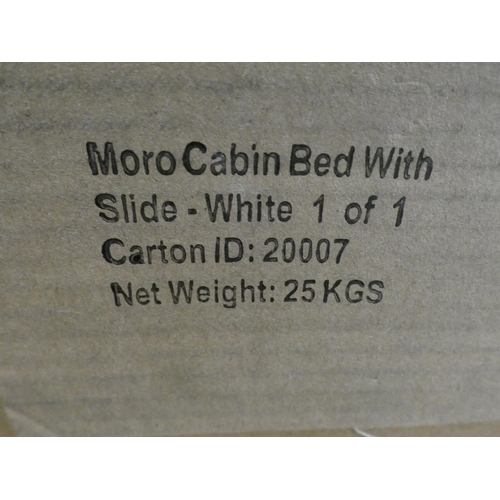 Moro Cabin Bed With
Slide - White 1 of 1
Carton ID: 20007
Net Weight: 25 KGS